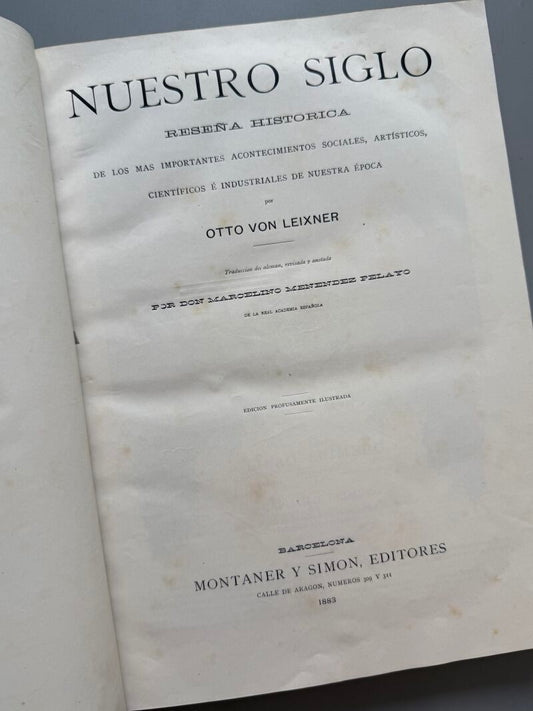 NUESTRO SIGLO
RESEÑA HISTORICA
DE LOS MAS IMPORTANTES ACONTECIMIENTOS SOCIALES, ARTÍSTICOS,
CIENTÍFICOS É INDUSTRIALES DE NUESTRA ÉPOCA
por
OTTO VON LEIXNER
Traduccion del aleman, revisada y anotada
POR DON MARCELINO MENENDEZ PELAYO
DE LA REAL ACADEMIA ESPAÑOLA
EDICION PROFUSAMENTE ILUSTRADA
BARCELONA
MONTANER Y SIMON, EDITORES
CALLE DE ARAGON, NUMEROS 309 Y 311
1883